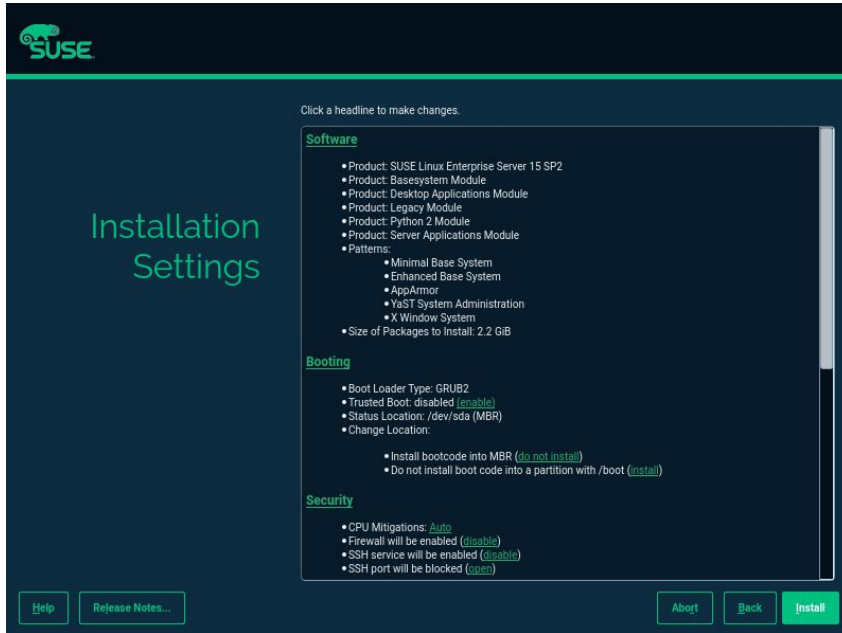 SUSE
Click a headline to make changes.
Installation
Settings
Software
Product: SUSE Linux Enterprise Server 15 SP2
Product: Basesystem Module
Product: Desktop Applications Module
Product: Legacy Module
Product: Python 2 Module
Product: Server Applications Module
Patterns:
Minimal Base System
Enhanced Base System
AppArmor
YaST System Administration
X Window System
Size of Packages to Install: 2.2 GiB
Booting
Boot Loader Type: GRUB2
Trusted Boot: disabled (enable)
Status Location: /dev/sda (MBR)
Change Location:
Install bootcode into MBR (do not install)
Do not install boot code into a partition with /boot (install)
Security
CPU Mitigations: Auto
Firewall will be enabled (disable)
SSH service will be enabled (disable)
SSH port will be blocked (open)
Help Release Notes... Abort Back Install